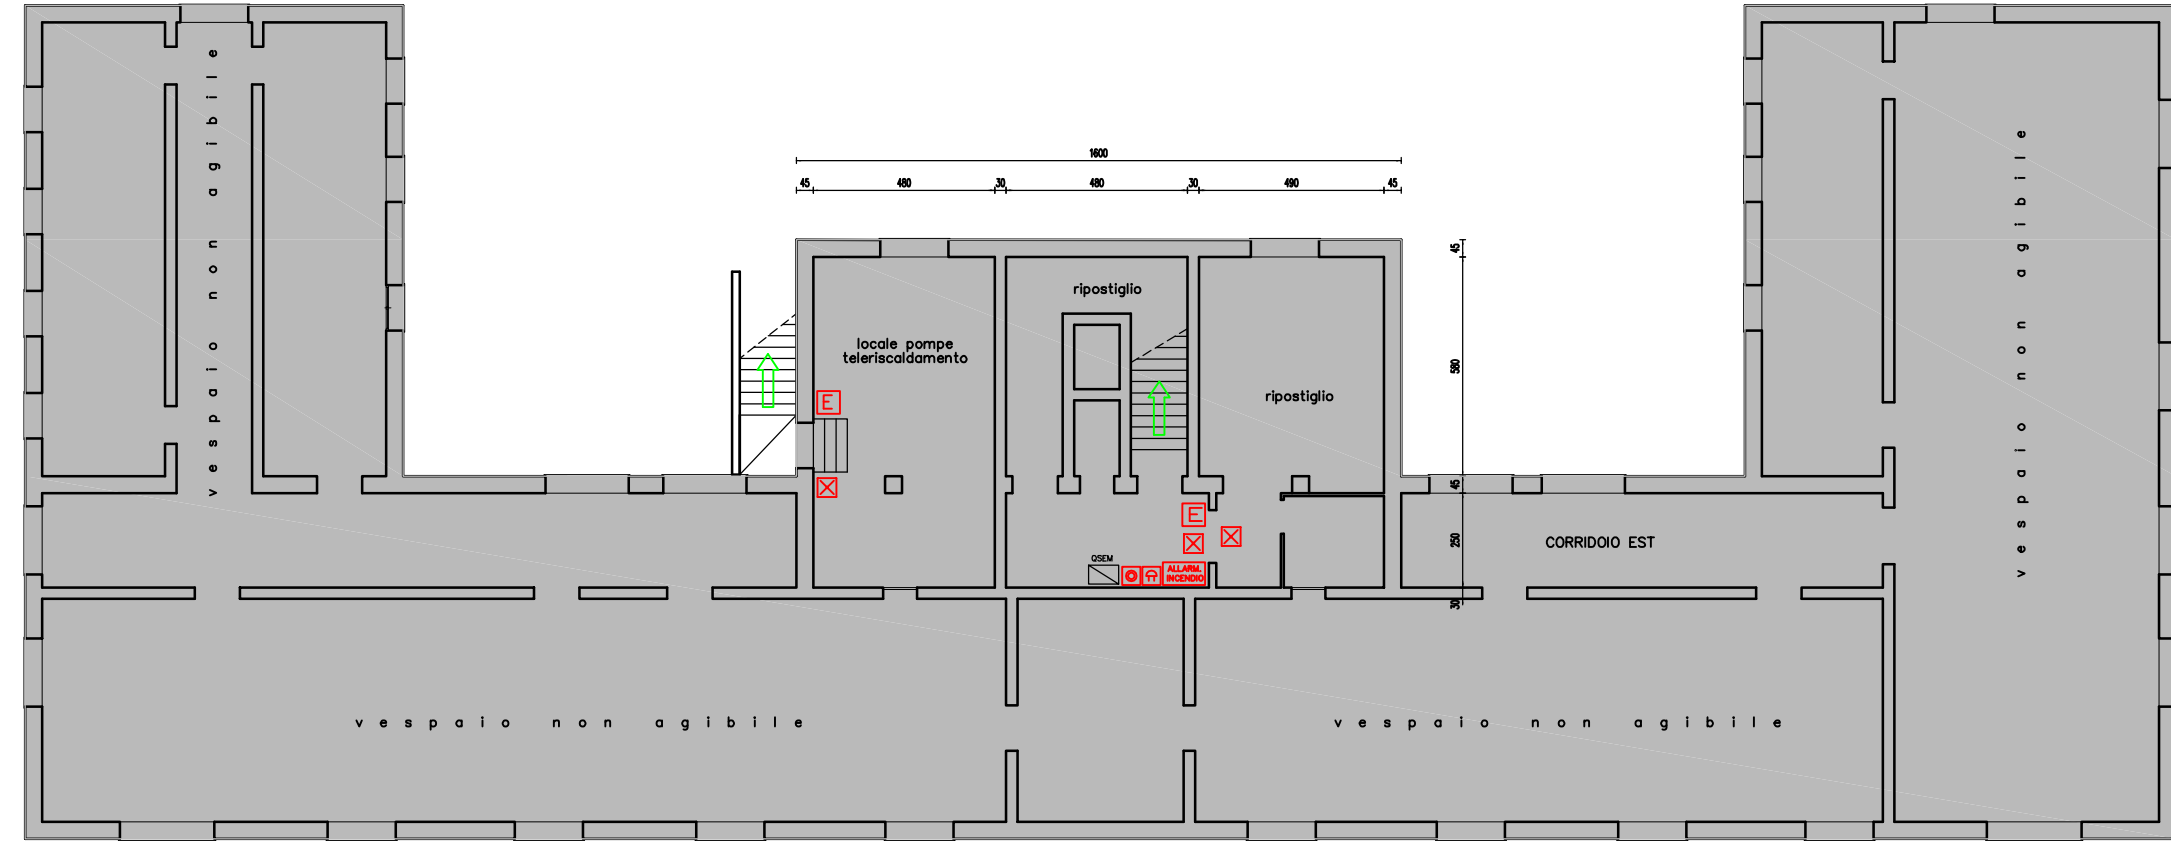 vespaio non agibile
1600
45 480 30 480 30 490 45
vespaio non agibile
45
ripostiglio
locale pompe
teleriscaldamento
580
ripostiglio
E
45
E
250
CORRIDOIO EST
QSEM
ALLARM.
INCENDIO
30
vespaio non agibile
vespaio non agibile